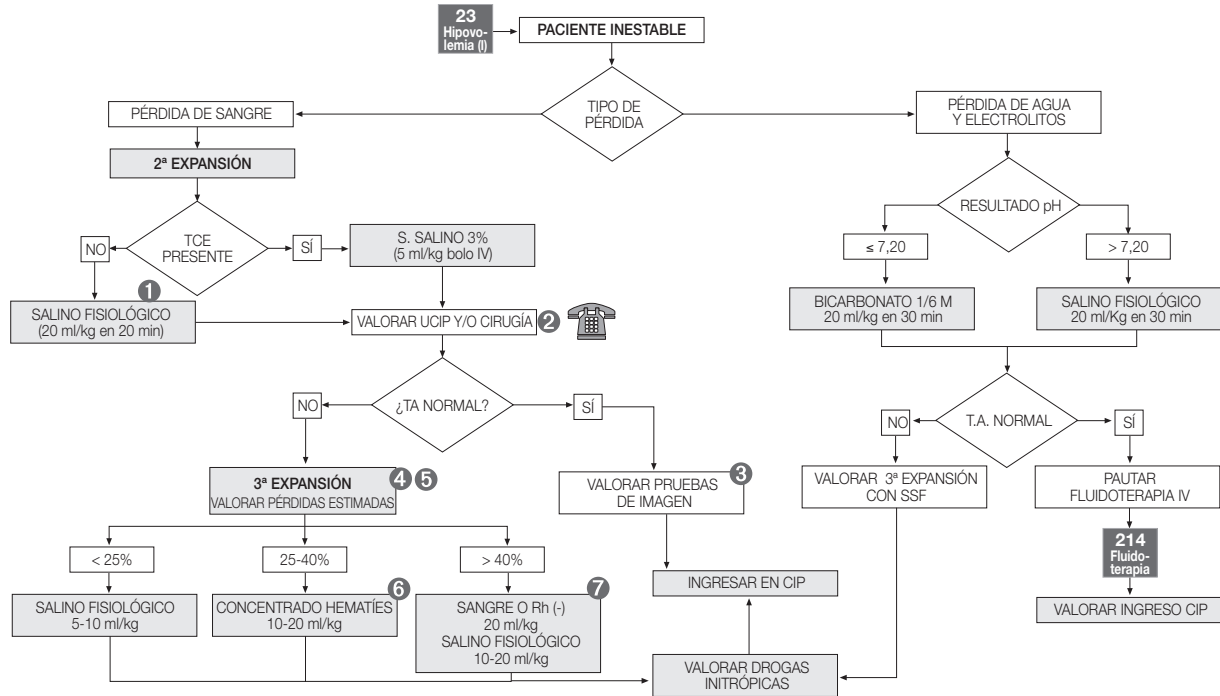 23
Hipovo-
lemia (I)
PACIENTE INESTABLE
TIPO DE
PÉRDIDA
PÉRDIDA DE SANGRE
PÉRDIDA DE AGUA
Y ELECTROLITOS
2ª EXPANSIÓN
TCE
PRESENTE
NO
SÍ
S. SALINO 3%
(5 ml/kg bolo IV)
1
SALINO FISIOLÓGICO
(20 ml/kg en 20 min)
VALORAR UCIP Y/O CIRUGÍA
2
¿TA NORMAL?
NO
SÍ
3ª EXPANSIÓN
VALORAR PÉRDIDAS ESTIMADAS
4
5
VALORAR PRUEBAS
DE IMAGEN
3
< 25%
25-40%
> 40%
SALINO FISIOLÓGICO
5-10 ml/kg
CONCENTRADO HEMATÍES
10-20 ml/kg
6
SANGRE O Rh (-)
20 ml/kg
SALINO FISIOLÓGICO
10-20 ml/kg
7
INGRESAR EN CIP
VALORAR DROGAS
INITRÓPICAS
RESULTADO pH
≤ 7,20
> 7,20
BICARBONATO 1/6 M
20 ml/kg en 30 min
SALINO FISIOLÓGICO
20 ml/Kg en 30 min
T.A. NORMAL
NO
SÍ
VALORAR 3ª EXPANSIÓN
CON SSF
PAUTAR
FLUIDOTERAPIA IV
214
Fluido-
terapia
VALORAR INGRESO CIP